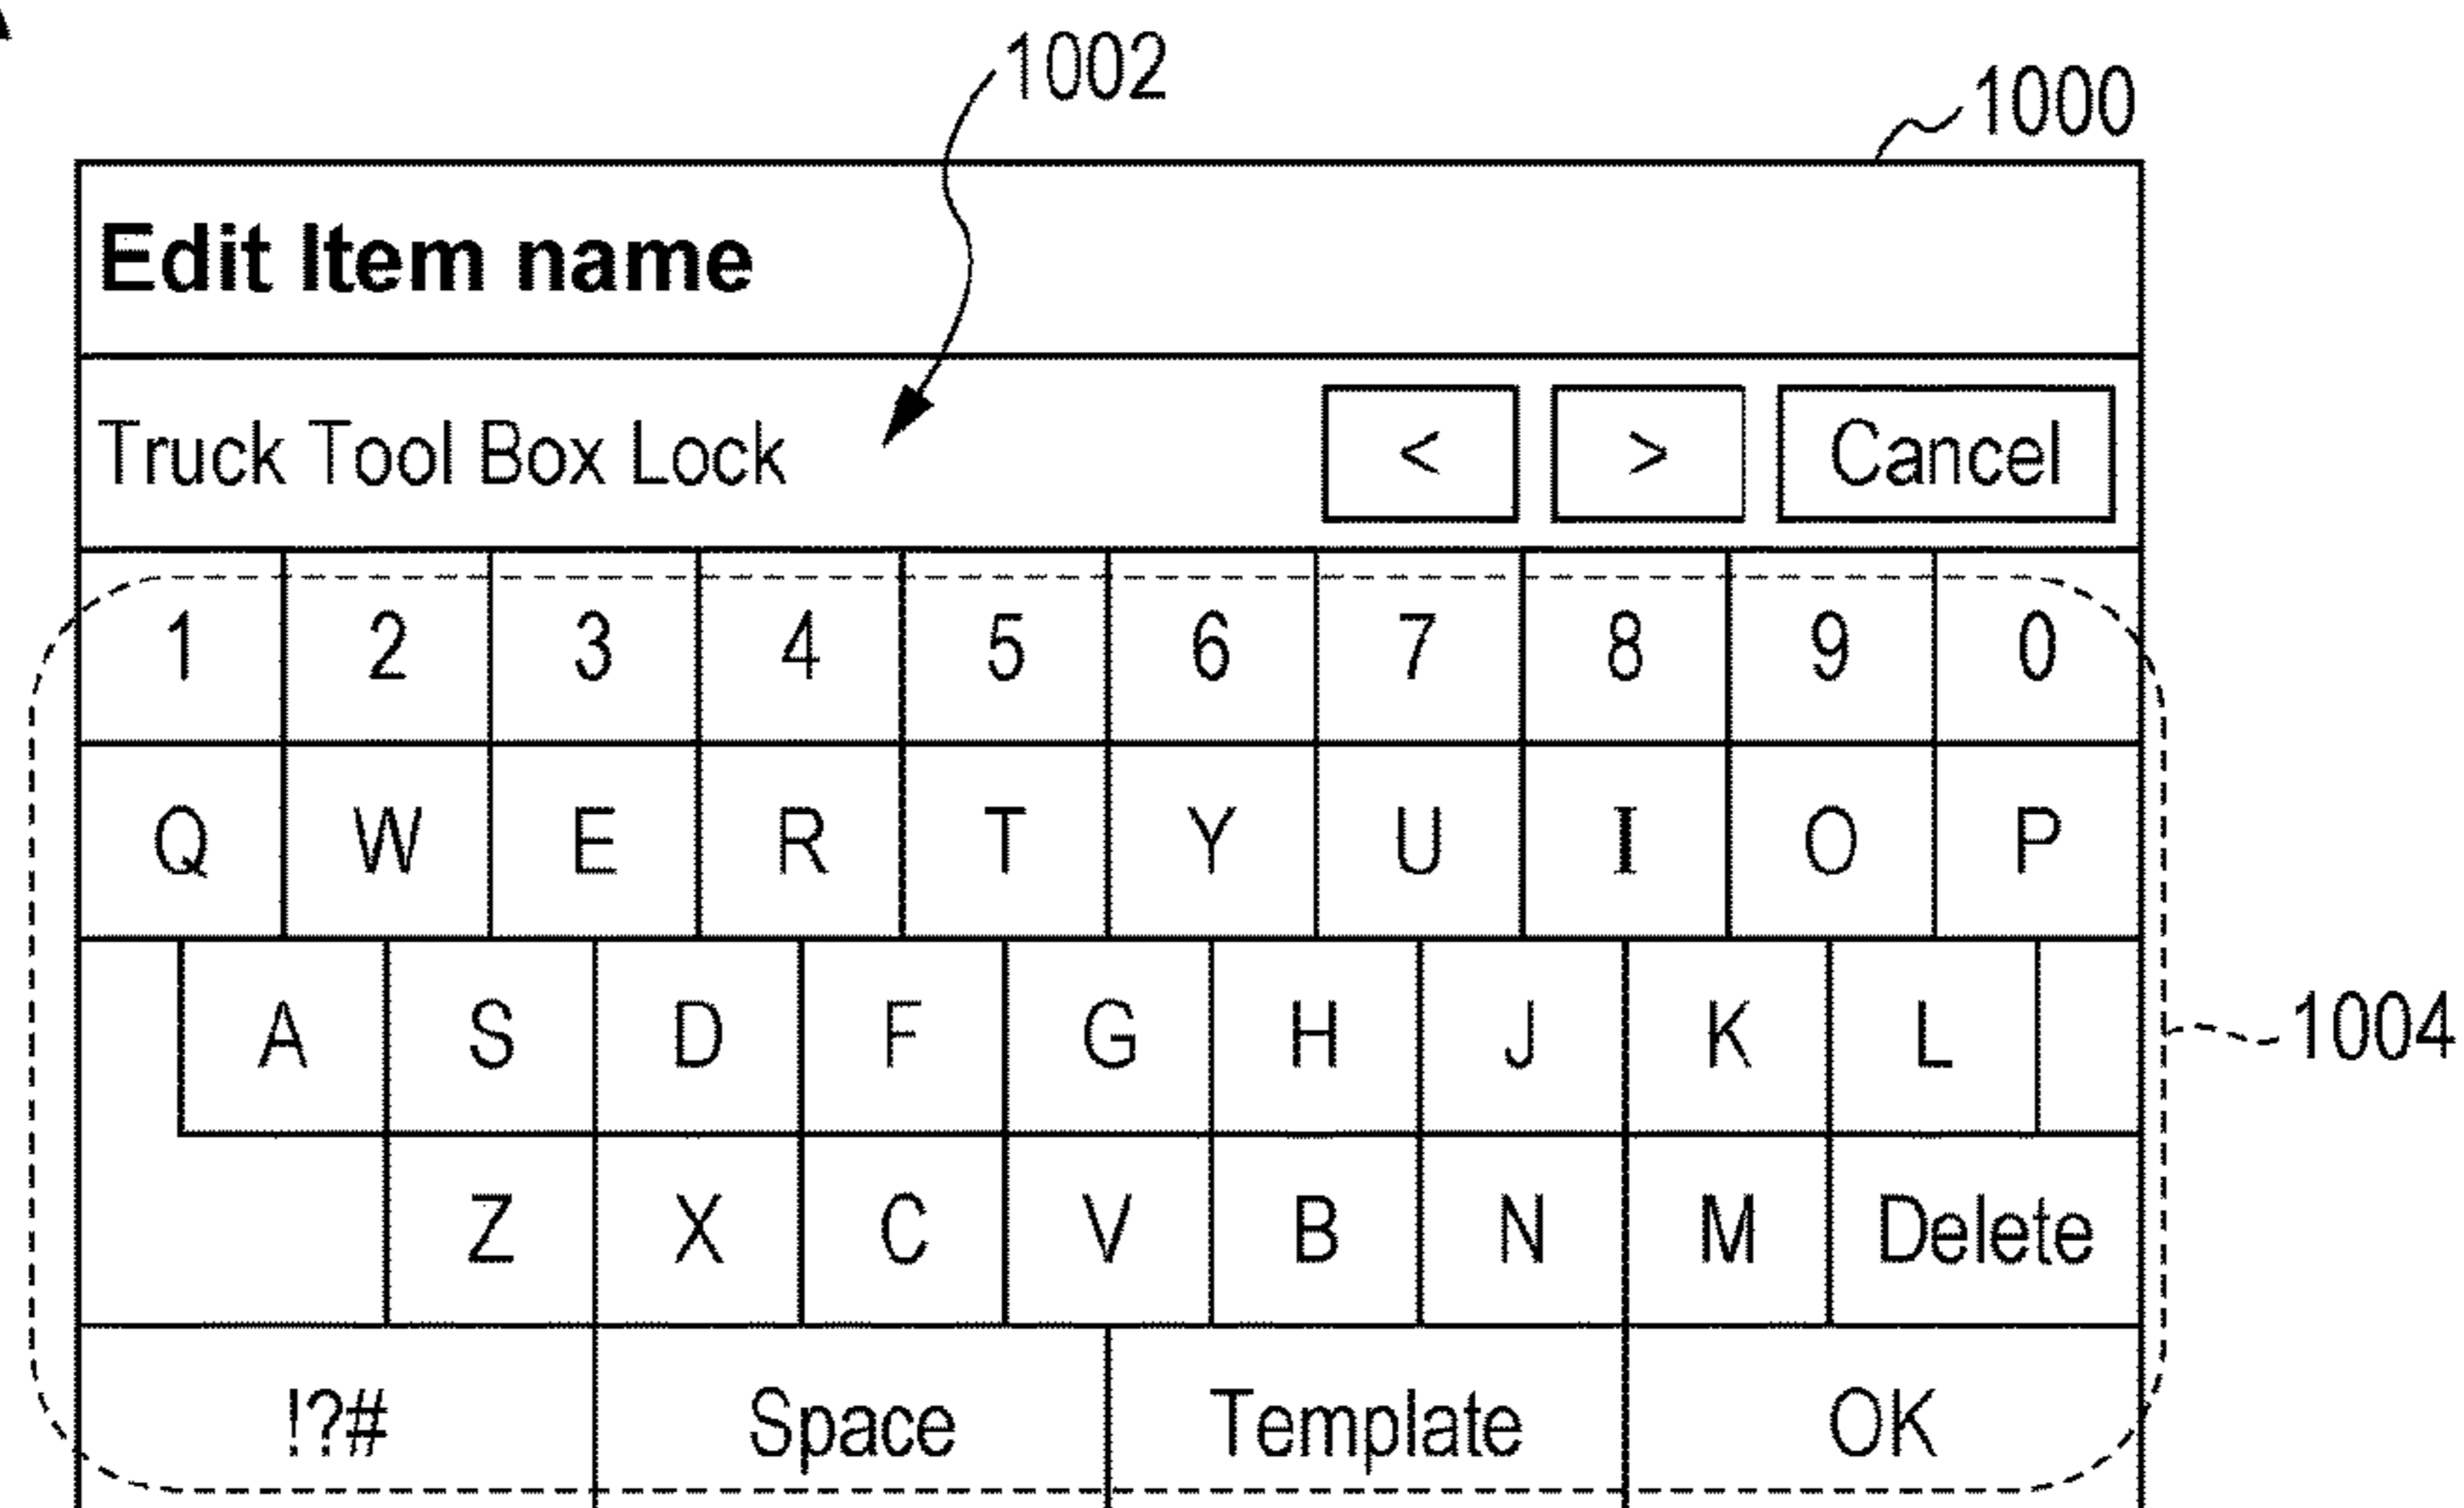 1002
1000
Edit Item name
Truck Tool Box Lock < > Cancel
1 2 3 4 5 6 7 8 9 0
Q W E R T Y U I O P
A S D F G H J K L
1004
Z X C V B N M Delete
!?# Space Template OK